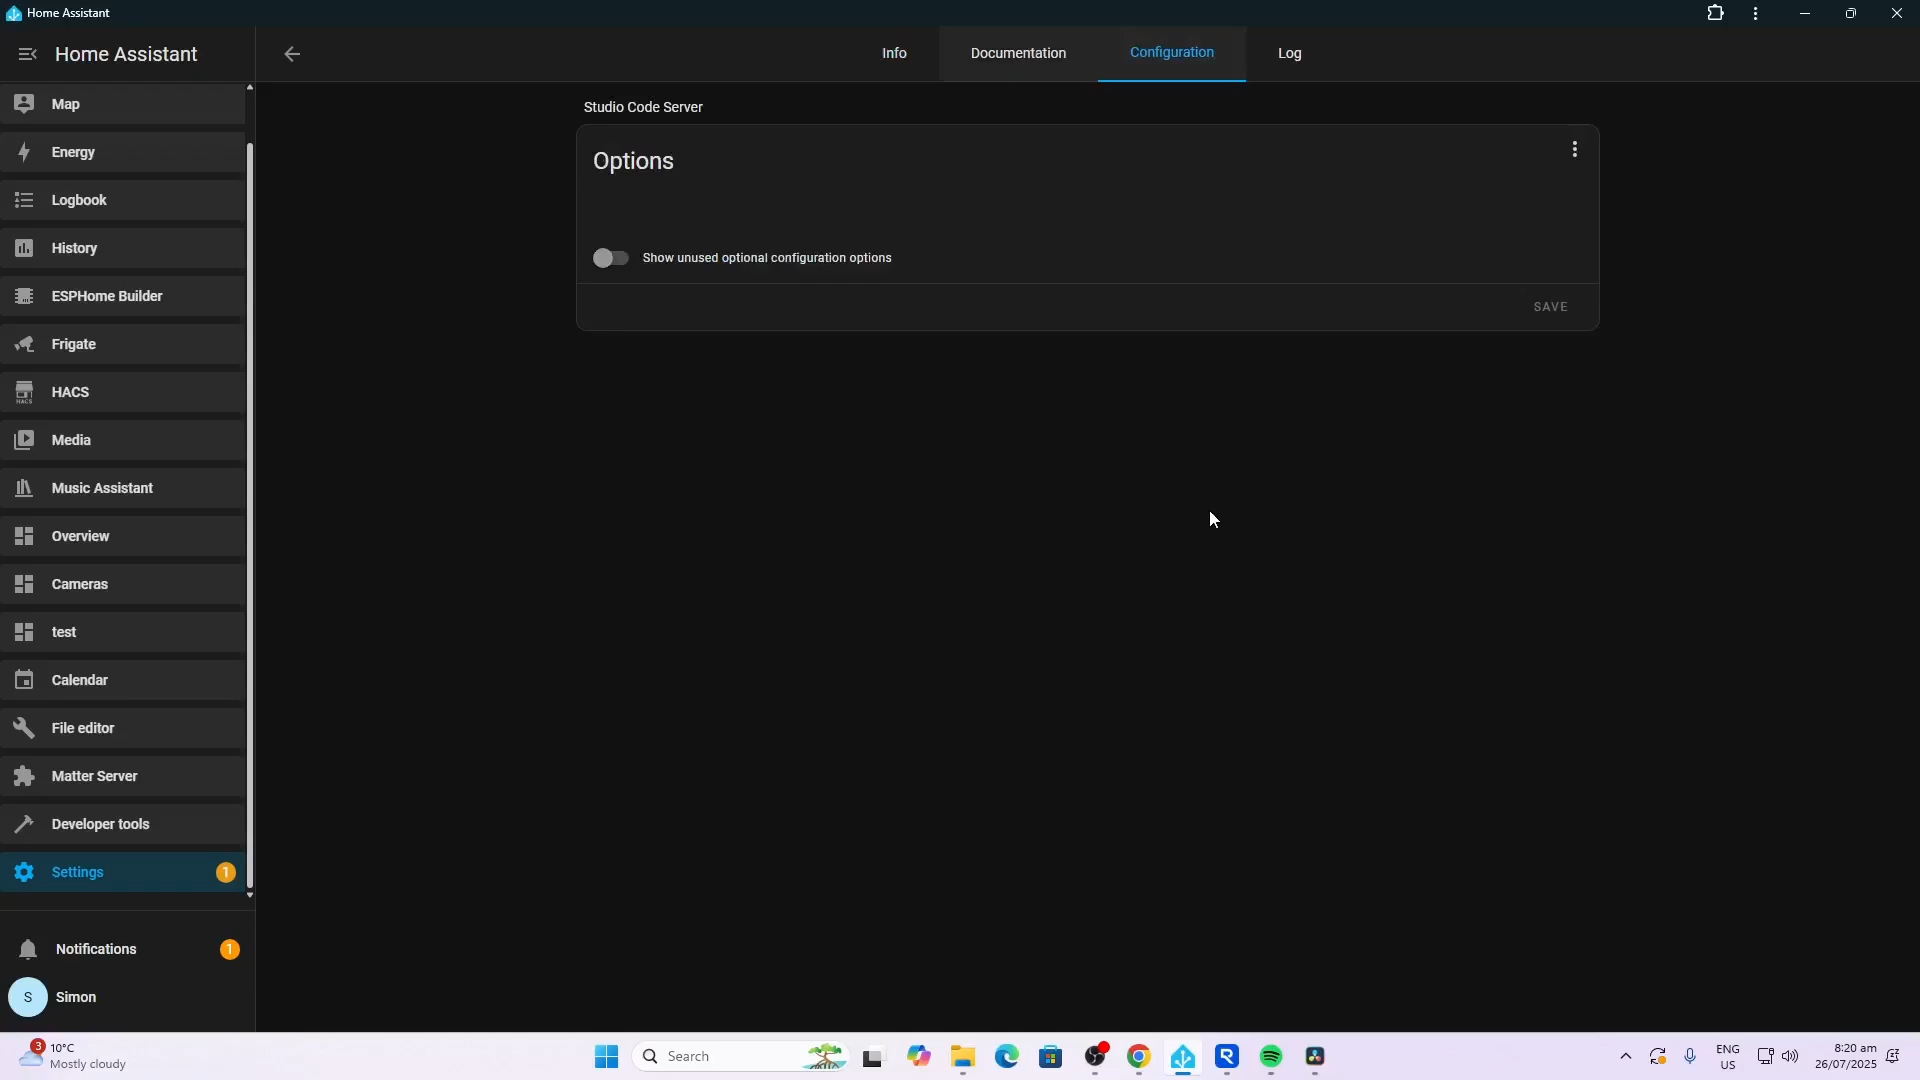 Home Assistant
Home Assistant
Info
Documentation
Configuration
Log
Map
Energy
Logbook
History
ESPHome Builder
Frigate
HACS
HACS
Media
Music Assistant
Overview
Cameras
test
Calendar
File editor
Matter Server
Developer tools
Settings
1
Notifications
1
S
Simon
Studio Code Server
Options
Show unused optional configuration options
SAVE
3
10°C
Mostly cloudy
Search
R
ENG
US
8:20 am
26/07/2025